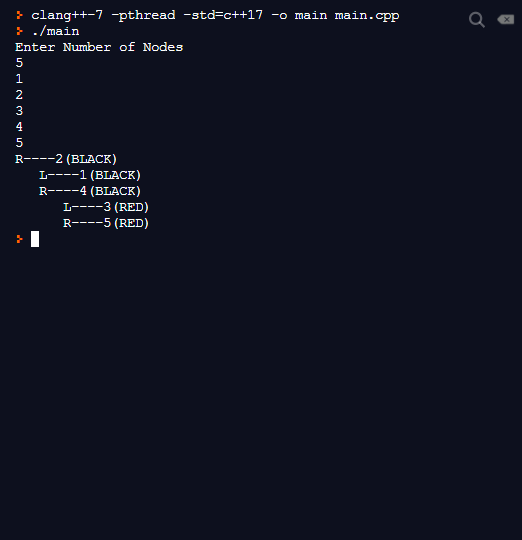 > clang++-7 -pthread -std=c++17 -o main main.cpp
> ./main
Enter Number of Nodes
5
1
2
3
4
5
R----2(BLACK)
   L----1(BLACK)
   R----4(BLACK)
      L----3(RED)
      R----5(RED)
>